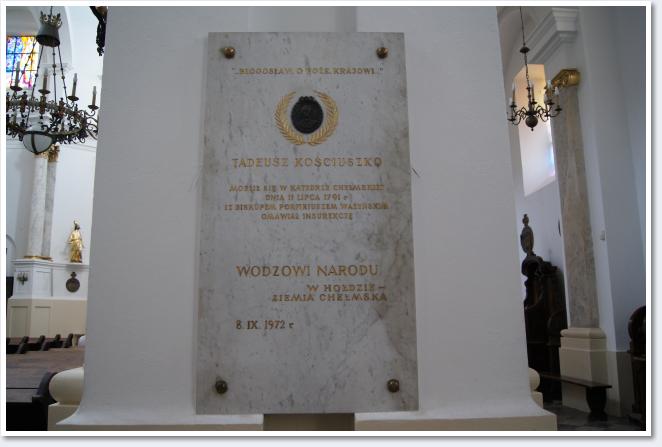 "BŁOGOSŁAW, O BOŻE, KRAJOWI..."
TADEUSZ KOŚCIUSZKO
MODLIŁ SIĘ W KATEDRZE CHEŁMSKIEJ
DNIA 11 LIPCA 1791 r
I Z BISKUPEM PORFIRIUSZEM WAŻYŃSKIM
OMAWIAŁ INSUREKCJĘ
WODZOWI NARODU
W HOŁDZIE –
ZIEMIA CHEŁMSKA
8. IX. 1972 r